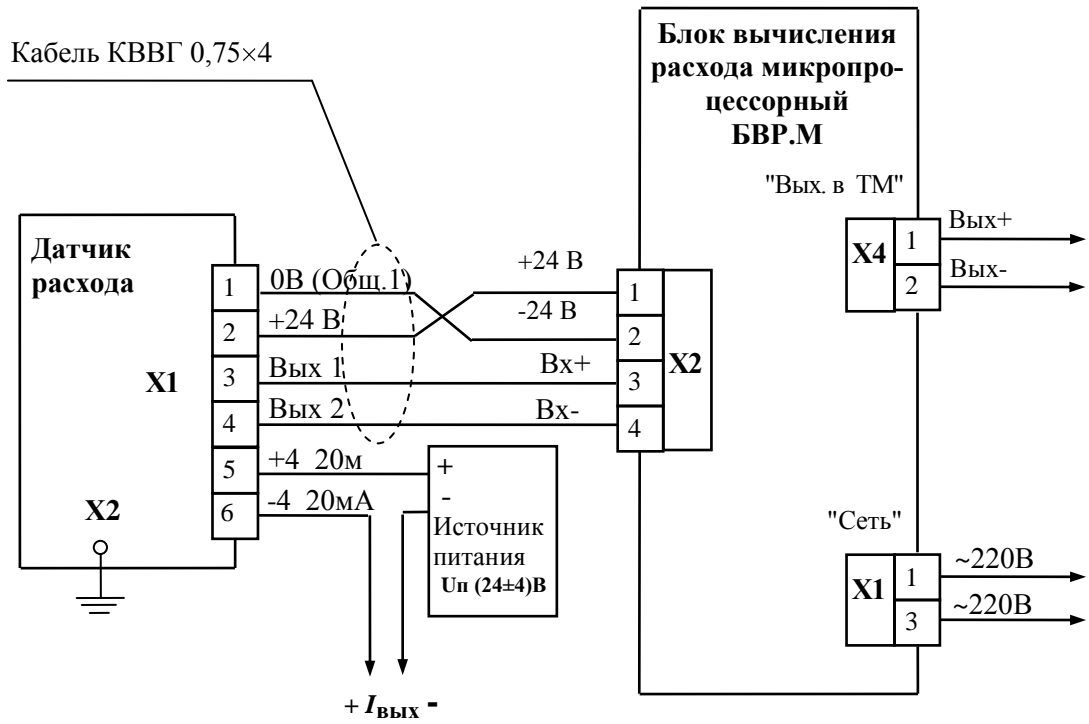 Кабель КВВГ 0,75×4
Блок вычисления
расхода микропро-
цессорный
БВР.М
"Вых. в ТМ"
Датчик
расхода
X1
X2
1
2
3
4
5
6
0В (Общ.1)
+24 В
Вых 1
Вых 2
+4 20м
-4 20мА
+24 В
-24 В
Вх+
Вх-
1
2
3
4
X2
X4
1
2
Вых+
Вых-
+
-
Источник
питания
Uп (24±4)В
"Сеть"
X1
1
3
~220В
~220В
+ Iвых -